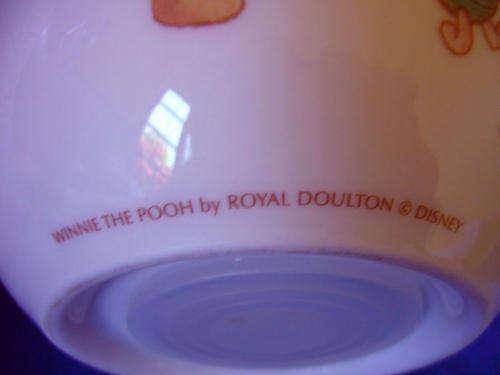 WINNIE THE POOH by ROYAL DOULTON © DISNEY